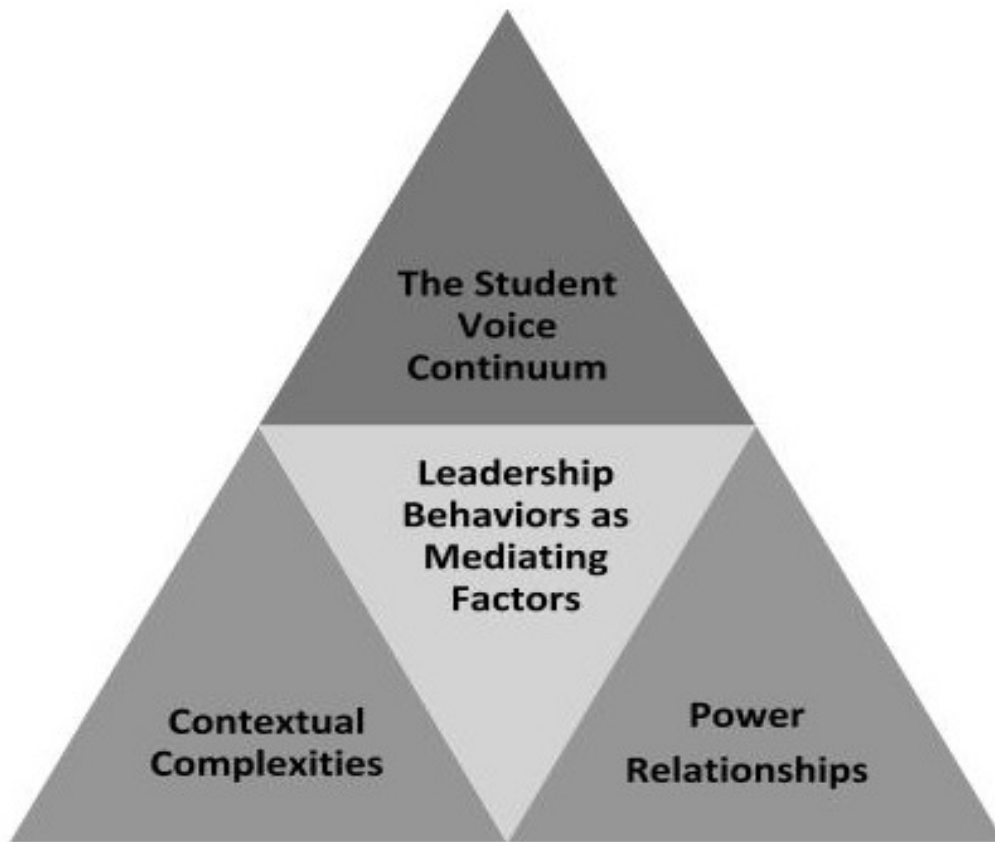 The Student
Voice
Continuum
Leadership
Behaviors as
Mediating
Factors
Contextual
Complexities
Power
Relationships